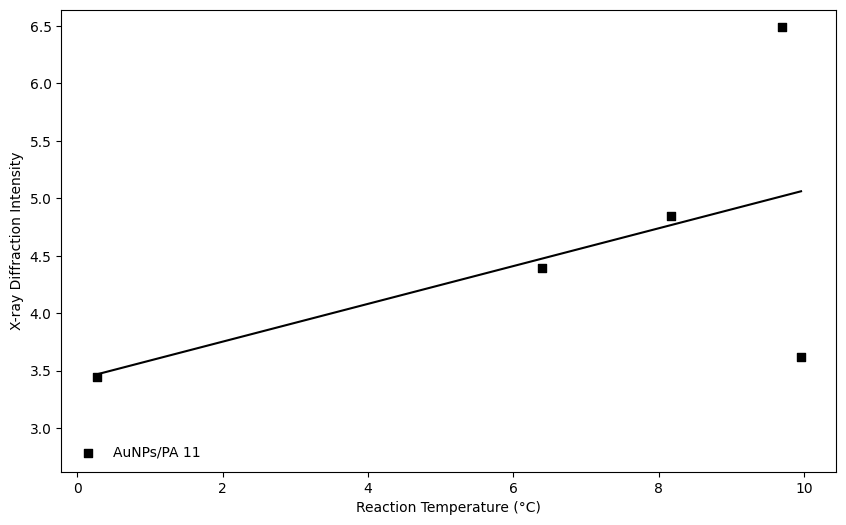 6.5
6.0
5.5
5.0
4.5
4.0
3.5
3.0
X-ray Diffraction Intensity
AuNPs/PA 11
0 2 4 6 8 10
Reaction Temperature (°C)